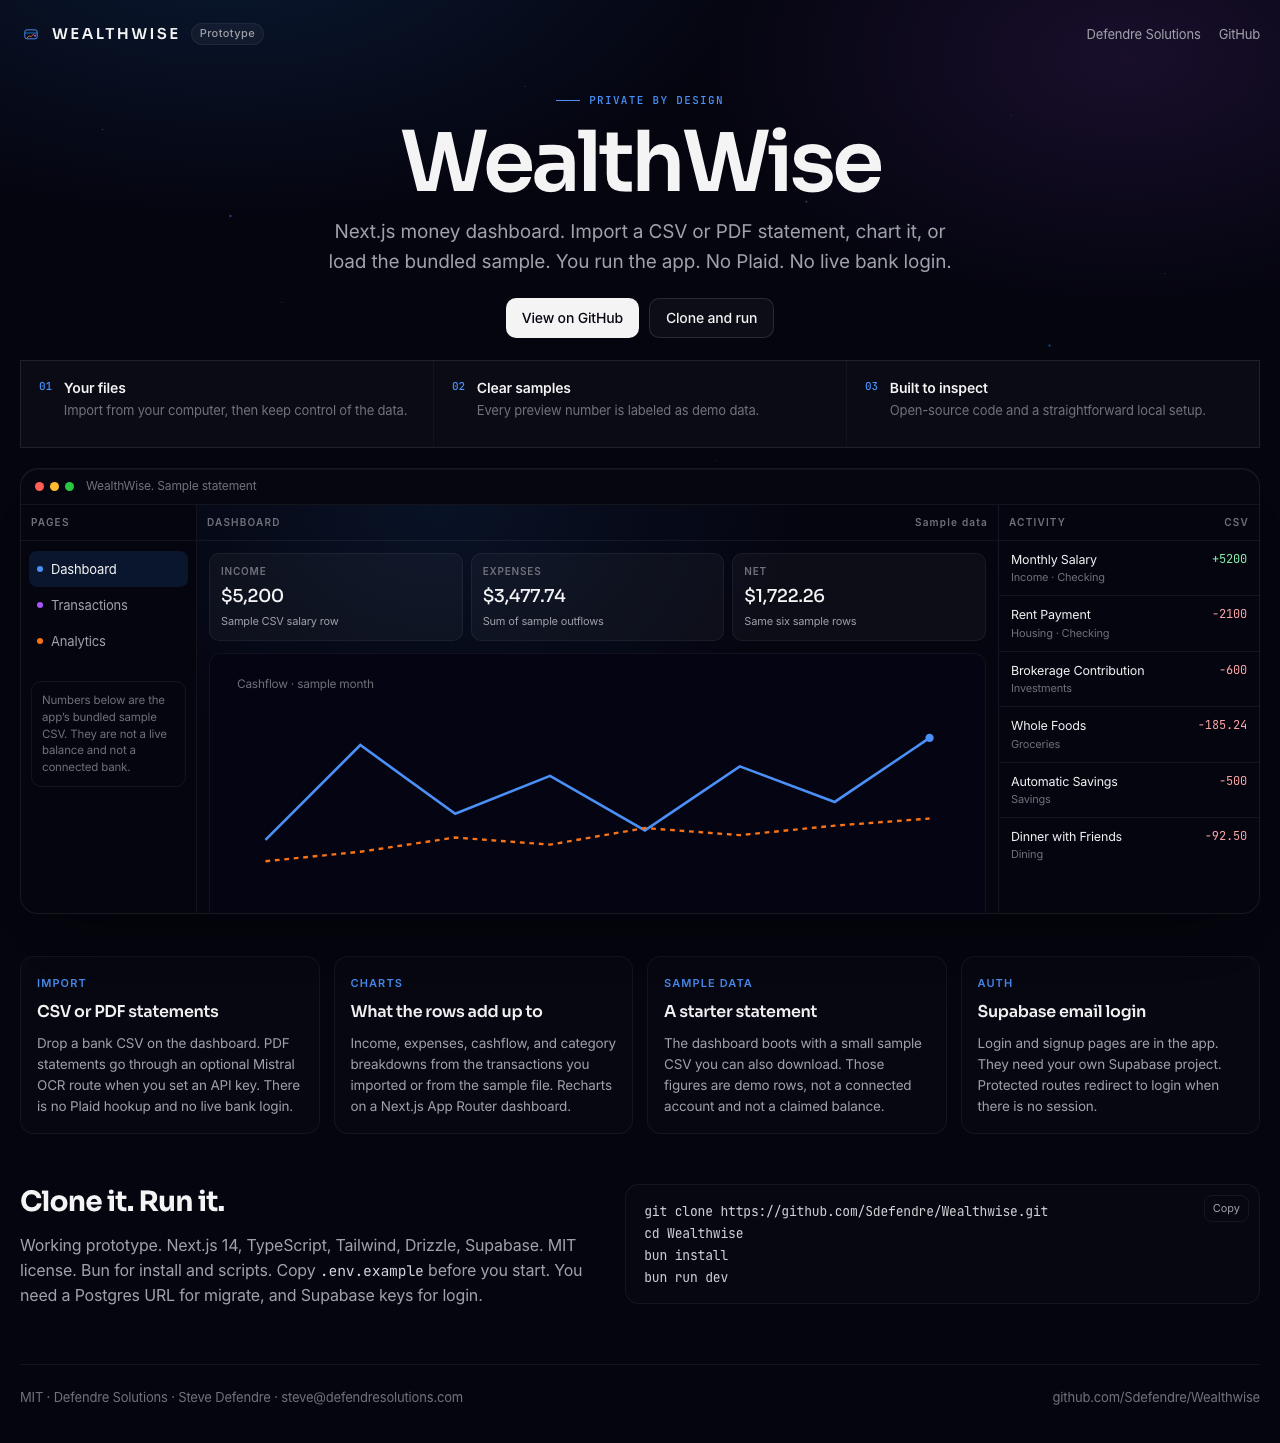 WEALTHWISE Prototype
Defendre Solutions GitHub
PRIVATE BY DESIGN
WealthWise
Next.js money dashboard. Import a CSV or PDF statement, chart it, or
load the bundled sample. You run the app. No Plaid. No live bank login.
View on GitHub
Clone and run
01 Your files
Import from your computer, then keep control of the data.
02 Clear samples
Every preview number is labeled as demo data.
03 Built to inspect
Open-source code and a straightforward local setup.
WealthWise. Sample statement
PAGES
Dashboard
Transactions
Analytics
Numbers below are the
app's bundled sample
CSV. They are not a live
balance and not a
connected bank.
DASHBOARD Sample data
INCOME
$5,200
Sample CSV salary row
EXPENSES
$3,477.74
Sum of sample outflows
NET
$1,722.26
Same six sample rows
Cashflow · sample month
ACTIVITY CSV
Monthly Salary +5200
Income · Checking
Rent Payment -2100
Housing · Checking
Brokerage Contribution -600
Investments
Whole Foods -185.24
Groceries
Automatic Savings -500
Savings
Dinner with Friends -92.50
Dining
IMPORT
CSV or PDF statements
Drop a bank CSV on the dashboard. PDF
statements go through an optional Mistral
OCR route when you set an API key. There
is no Plaid hookup and no live bank login.
CHARTS
What the rows add up to
Income, expenses, cashflow, and category
breakdowns from the transactions you
imported or from the sample file. Recharts
on a Next.js App Router dashboard.
SAMPLE DATA
A starter statement
The dashboard boots with a small sample
CSV you can also download. Those
figures are demo rows, not a connected
account and not a claimed balance.
AUTH
Supabase email login
Login and signup pages are in the app.
They need your own Supabase project.
Protected routes redirect to login when
there is no session.
Clone it. Run it.
Working prototype. Next.js 14, TypeScript, Tailwind, Drizzle, Supabase. MIT
license. Bun for install and scripts. Copy .env.example before you start. You
need a Postgres URL for migrate, and Supabase keys for login.
Copy
git clone https://github.com/Sdefendre/Wealthwise.git
cd Wealthwise
bun install
bun run dev
MIT · Defendre Solutions · Steve Defendre · steve@defendresolutions.com
github.com/Sdefendre/Wealthwise